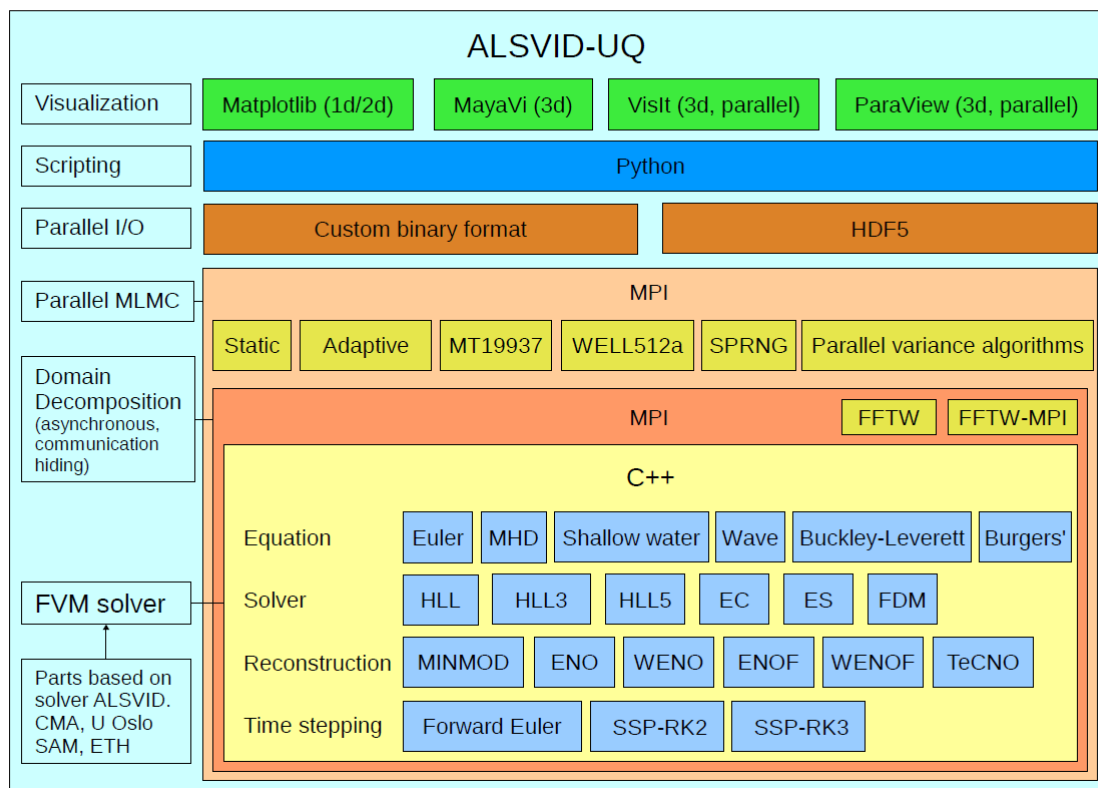 ALSVID-UQ
Visualization
Matplotlib (1d/2d)
MayaVi (3d)
VisIt (3d, parallel)
ParaView (3d, parallel)
Scripting
Python
Parallel I/O
Custom binary format
HDF5
Parallel MLMC
MPI
Static
Adaptive
MT19937
WELL512a
SPRNG
Parallel variance algorithms
Domain
Decomposition
(asynchronous,
communication
hiding)
MPI
FFTW
FFTW-MPI
C++
Equation
Euler
MHD
Shallow water
Wave
Buckley-Leverett
Burgers'
FVM solver
Solver
HLL
HLL3
HLL5
EC
ES
FDM
Reconstruction
MINMOD
ENO
WENO
ENOF
WENOF
TeCNO
Parts based on
solver ALSVID.
CMA, U Oslo
SAM, ETH
Time stepping
Forward Euler
SSP-RK2
SSP-RK3